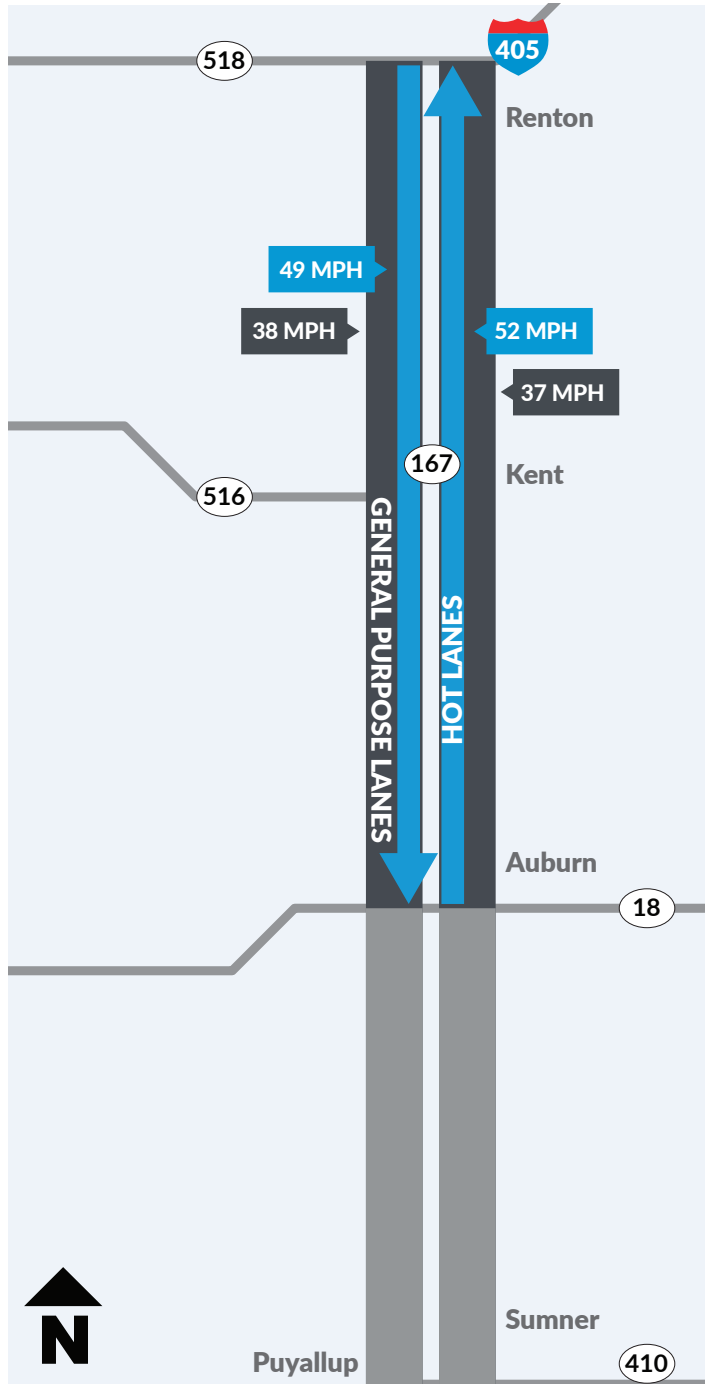 405
518
Renton
49 MPH
38 MPH
52 MPH
37 MPH
167
Kent
516
GENERAL PURPOSE LANES
HOT LANES
Auburn
18
Sumner
N
Puyallup
410